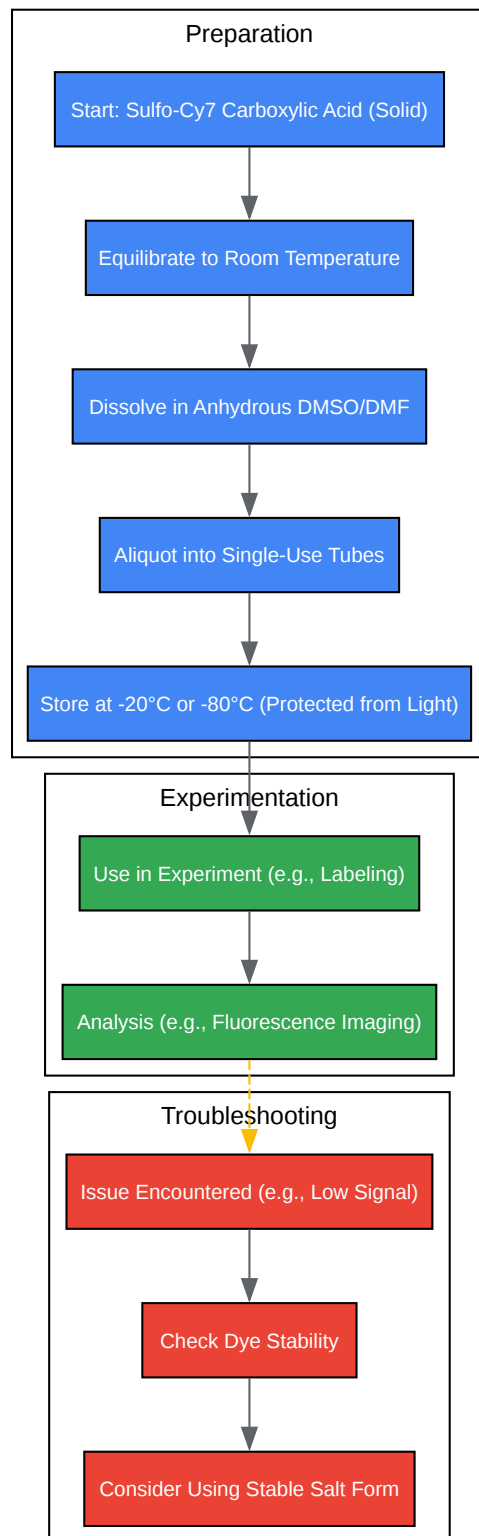 Preparation
Start: Sulfo-Cy7 Carboxylic Acid (Solid)
Equilibrate to Room Temperature
Dissolve in Anhydrous DMSO/DMF
Aliquot into Single-Use Tubes
Store at -20°C or -80°C (Protected from Light)
Experimentation
Use in Experiment (e.g., Labeling)
Analysis (e.g., Fluorescence Imaging)
Troubleshooting
Issue Encountered (e.g., Low Signal)
Check Dye Stability
Consider Using Stable Salt Form